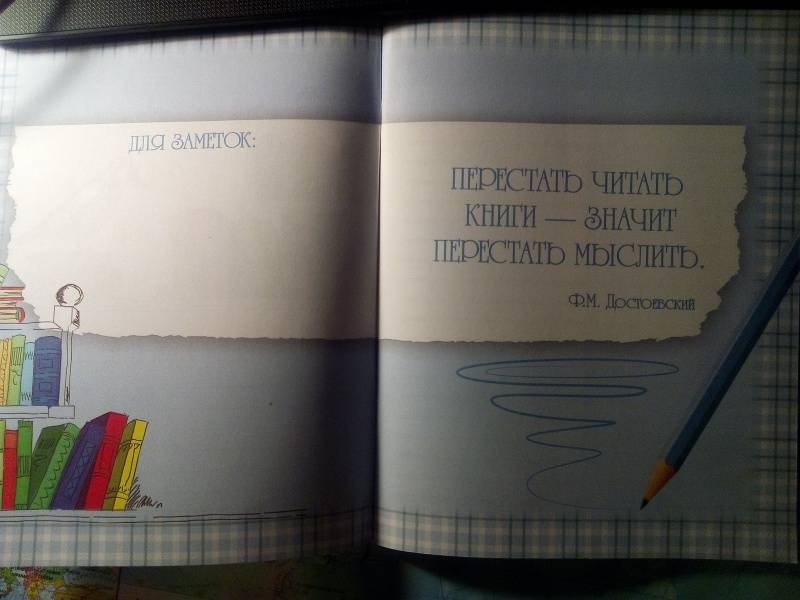 ДЛЯ ЗАМЕТОК:
ПЕРЕСТАТЬ ЧИТАТЬ
КНИГИ — ЗНАЧИТ
ПЕРЕСТАТЬ МЫСЛИТЬ.
Ф.М. Достоевский